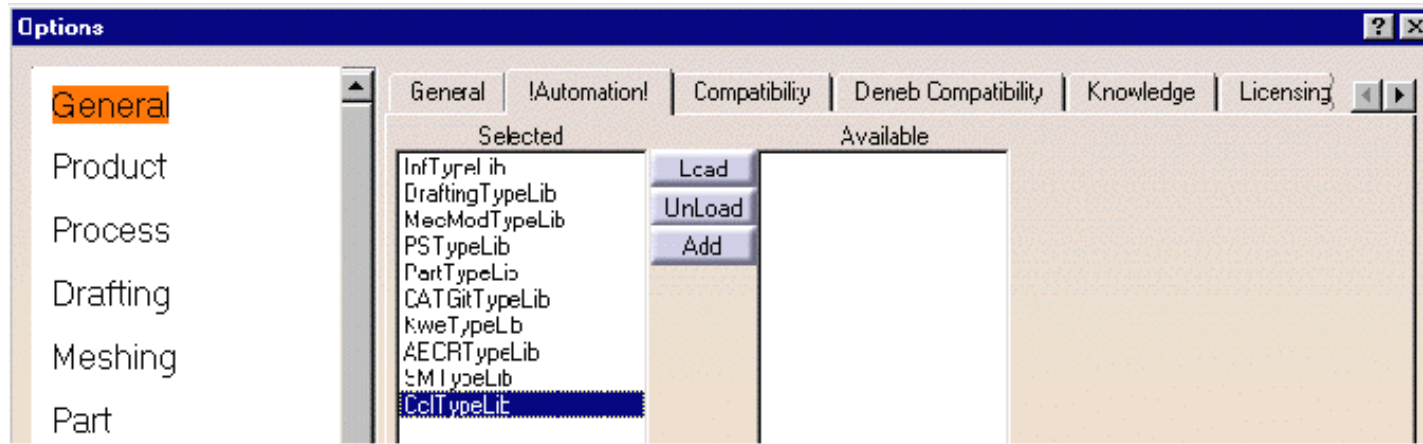 Options
? ×
General
Product
Process
Drafting
Meshing
Part
General !Automation! Compatibility Deneb Compatibility Knowledge Licensing
Selected Available
InfTypeLib
DraftingTypeLib
MecModTypeLib
PSTypeLib
PartTypeLib
CATGitTypeLib
KweTypeLib
AECRTypeLib
SMTypeLib
Load
UnLoad
Add